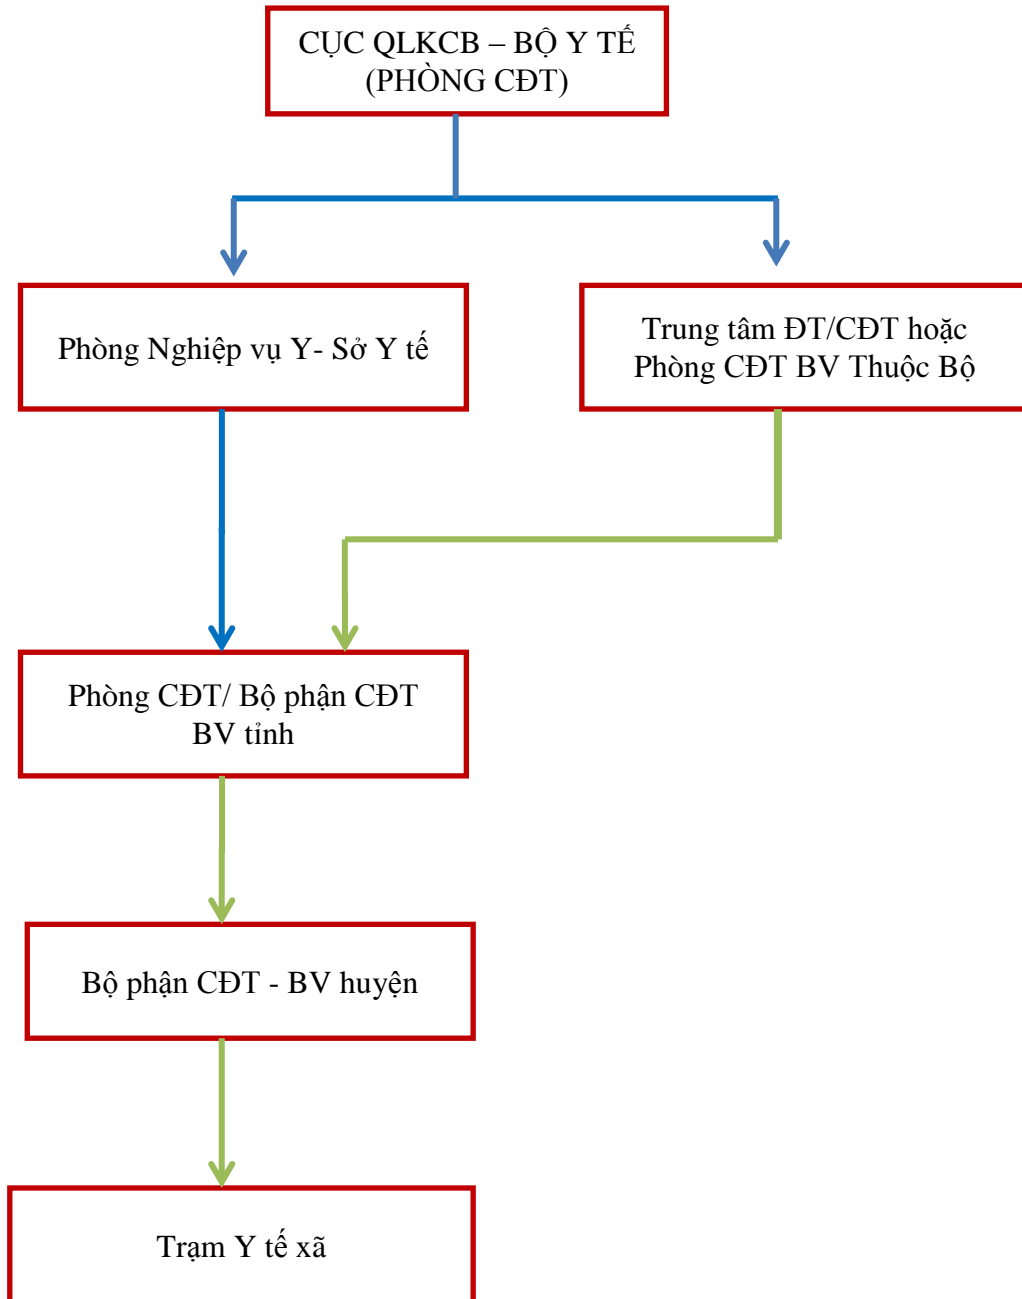 CỤC QLKCB – BỘ Y TẾ
(PHÒNG CĐT)
Phòng Nghiệp vụ Y- Sở Y tế
Trung tâm ĐT/CĐT hoặc
Phòng CĐT BV Thuộc Bộ
Phòng CĐT/ Bộ phận CĐT
BV tỉnh
Bộ phận CĐT - BV huyện
Trạm Y tế xã